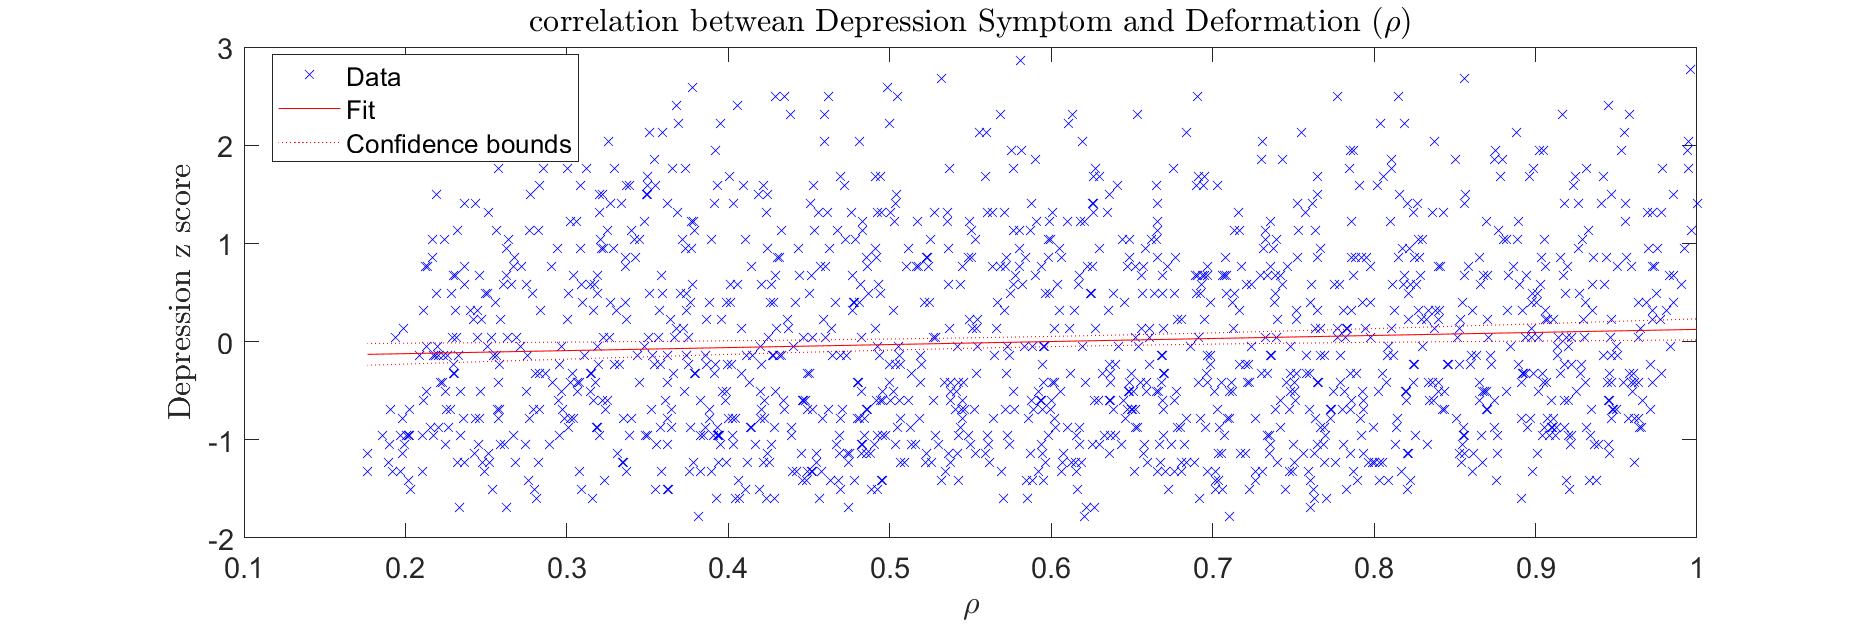 correlation betwean Depression Symptom and Deformation (ρ)
Data
Fit
Confidence bounds
Depression z score
3
2
1
0
-1
-2
0.1 0.2 0.3 0.4 0.5 0.6 0.7 0.8 0.9 1
ρ